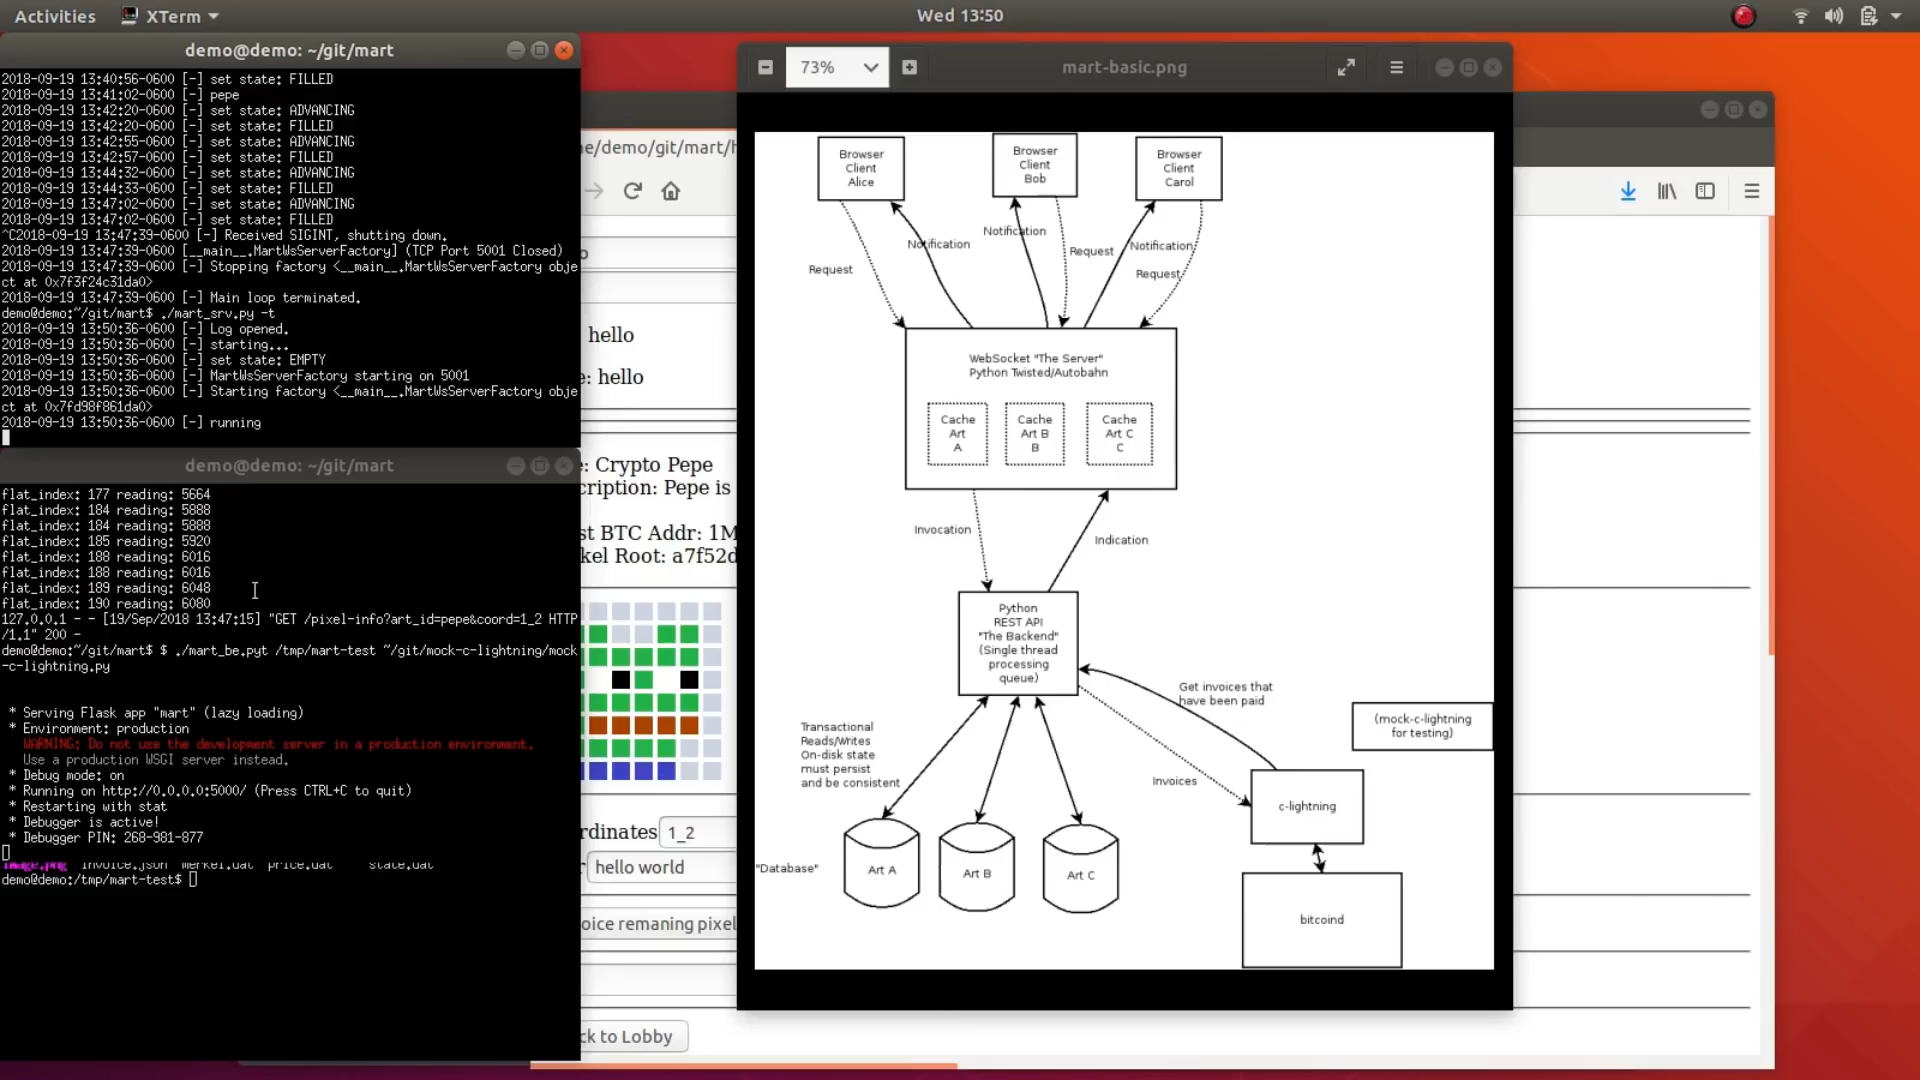 Activities
XTerm
Wed 13:50
demo@demo: ~/git/mart
2018-09-19 13:40:56-0600 [-] set state: FILLED
2018-09-19 13:41:02-0600 [-] pepe
2018-09-19 13:42:20-0600 [-] set state: ADVANCING
2018-09-19 13:42:20-0600 [-] set state: FILLED
2018-09-19 13:42:55-0600 [-] set state: ADVANCING
2018-09-19 13:42:57-0600 [-] set state: FILLED
2018-09-19 13:44:32-0600 [-] set state: ADVANCING
2018-09-19 13:44:33-0600 [-] set state: FILLED
2018-09-19 13:47:02-0600 [-] set state: ADVANCING
2018-09-19 13:47:02-0600 [-] set state: FILLED
^C2018-09-19 13:47:39-0600 [-] Received SIGINT, shutting down.
2018-09-19 13:47:39-0600 [__main__.MartWsServerFactory] (TCP Port 5001 Closed)
2018-09-19 13:47:39-0600 [-] Stopping factory <__main__.MartWsServerFactory obje
ct at 0x7f3f24c31da0>
2018-09-19 13:47:39-0600 [-] Main loop terminated.
demo@demo:~/git/mart$ ./mart_srv.py -t
2018-09-19 13:50:36-0600 [-] Log opened.
2018-09-19 13:50:36-0600 [-] starting...
2018-09-19 13:50:36-0600 [-] set state: EMPTY
2018-09-19 13:50:36-0600 [-] MartWsServerFactory starting on 5001
2018-09-19 13:50:36-0600 [-] Starting factory <__main__.MartWsServerFactory obje
ct at 0x7fd98f861da0>
2018-09-19 13:50:36-0600 [-] running
demo@demo: ~/git/mart
flat_index: 177 reading: 5664
flat_index: 184 reading: 5888
flat_index: 184 reading: 5888
flat_index: 185 reading: 5920
flat_index: 188 reading: 6016
flat_index: 188 reading: 6016
flat_index: 189 reading: 6048
flat_index: 190 reading: 6080
127.0.0.1 - - [19/Sep/2018 13:47:15] "GET /pixel-info?art_id=pepe&coord=1_2 HTTP
/1.1" 200 -
demo@demo:~/git/mart$ $ ./mart_be.pyt /tmp/mart-test ~/git/mock-c-lightning/mock
-c-lightning.py
* Serving Flask app "mart" (lazy loading)
* Environment: production
WARNING: Do not use the development server in a production environment.
Use a production WSGI server instead.
* Debug mode: on
* Running on http://0.0.0.0:5000/ (Press CTRL+C to quit)
* Restarting with stat
* Debugger is active!
* Debugger PIN: 268-981-877
image.png invoice.json merkel.dat price.dat state.dat
demo@demo:/tmp/mart-test$
e/demo/git/mart/h
o
hello
e: hello
e: Crypto Pepe
cription: Pepe is
st BTC Addr: 1M
kel Root: a7f52d
rdinates
1_2
r
hello world
oice remaning pixel
ck to Lobby
73%
mart-basic.png
Browser
Client
Alice
Browser
Client
Bob
Browser
Client
Carol
Request
Notification
Notification
Request
Notification
Request
WebSocket "The Server"
Python Twisted/Autobahn
Cache
Art
A
Cache
Art B
B
Cache
Art C
C
Invocation
Indication
Python
REST API
"The Backend"
(Single thread
processing
queue)
Get invoices that
have been paid
(mock-c-lightning
for testing)
Transactional
Reads/Writes
On-disk state
must persist
and be consistent
Invoices
c-lightning
"Database"
Art A
Art B
Art C
bitcoind